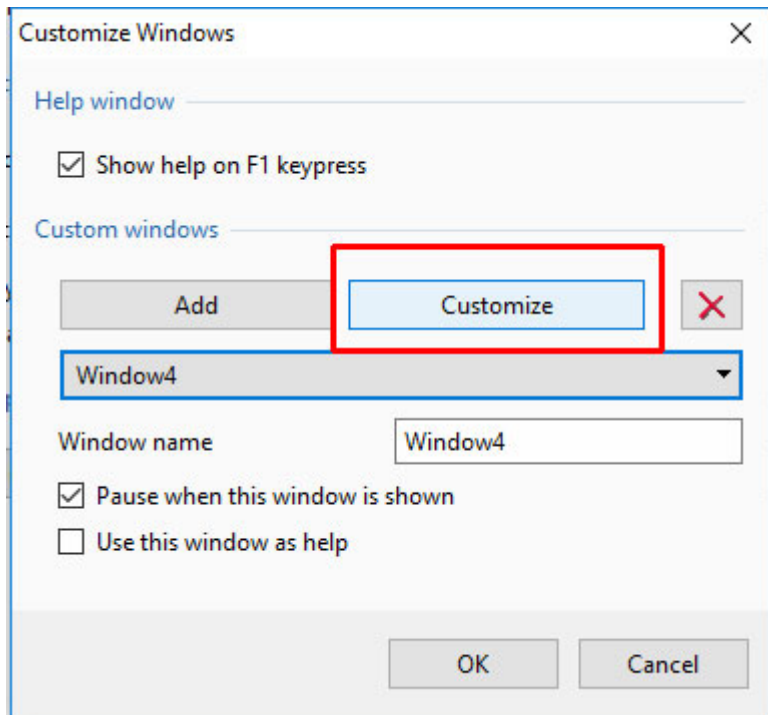 Customize Windows
Help window
Show help on F1 keypress
Custom windows
Add Customize
Window4
Window name Window4
Pause when this window is shown
Use this window as help
OK Cancel